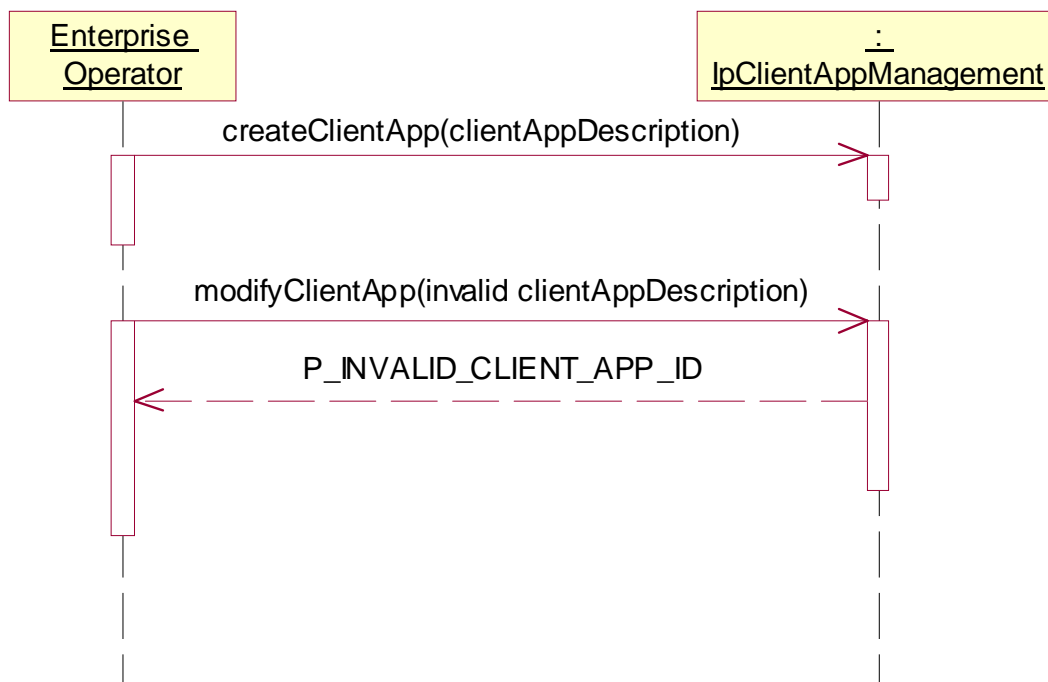 Enterprise
Operator
:
IpClientAppManagement
createClientApp(clientAppDescription)
modifyClientApp(invalid clientAppDescription)
P_INVALID_CLIENT_APP_ID